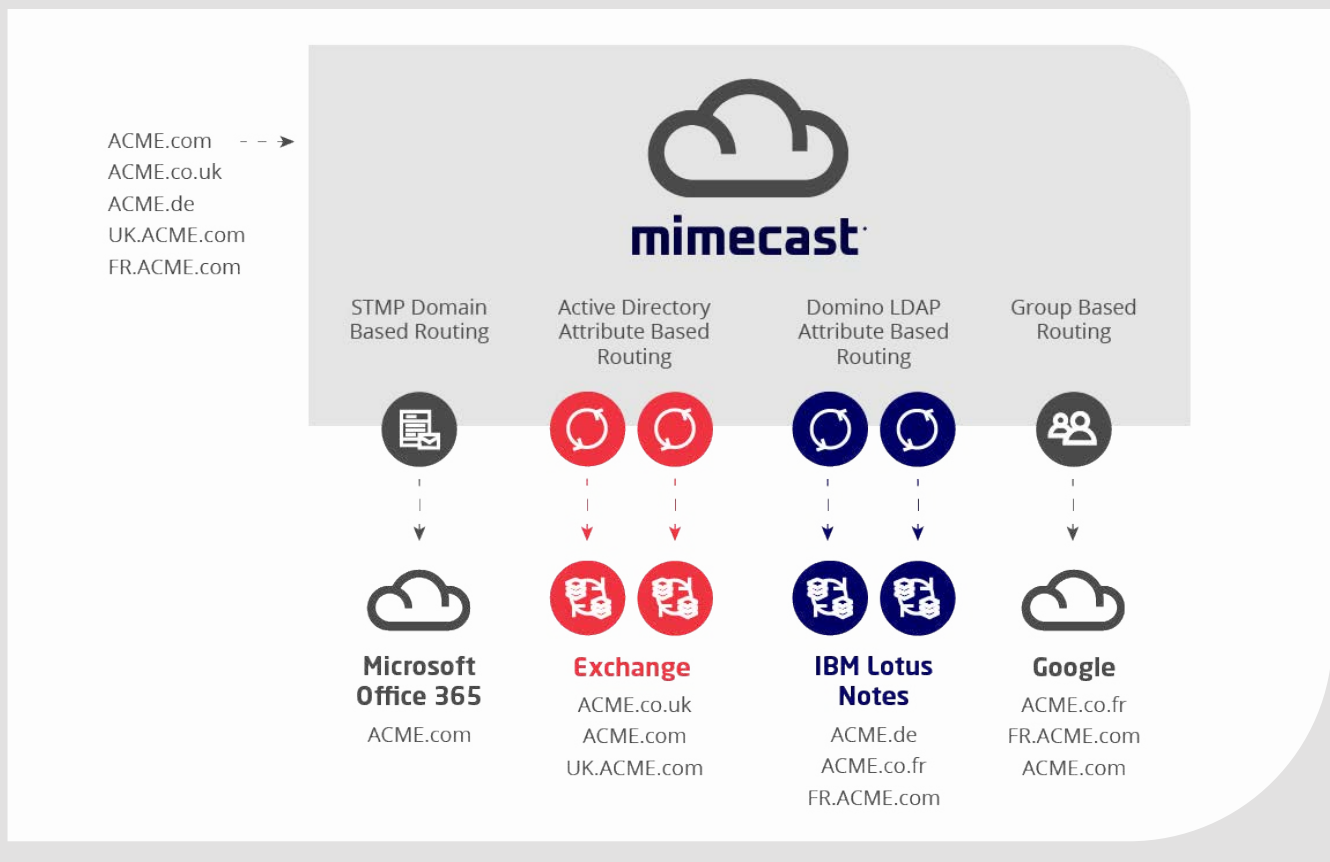 ACME.com
ACME.co.uk
ACME.de
UK.ACME.com
FR.ACME.com
mimecast
STMP Domain
Based Routing
Active Directory
Attribute Based
Routing
Domino LDAP
Attribute Based
Routing
Group Based
Routing
Microsoft
Office 365
ACME.com
Exchange
ACME.co.uk
ACME.com
UK.ACME.com
IBM Lotus
Notes
ACME.de
ACME.co.fr
FR.ACME.com
Google
ACME.co.fr
FR.ACME.com
ACME.com